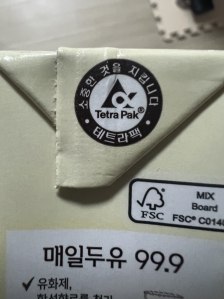 소중한 것을 지킵니다
Tetra Pak®
· 테트라팩 ·
MIX
Board
FSC
FSC® C0148
매일두유 99.9
✓ 유화제,